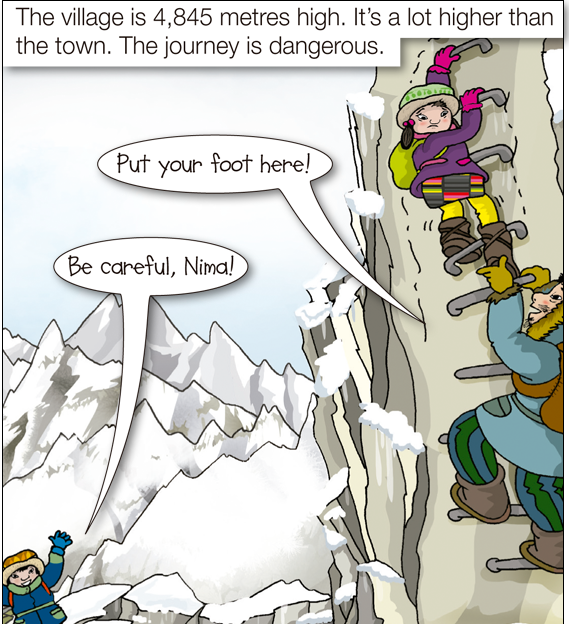 The village is 4,845 metres high. It's a lot higher than
the town. The journey is dangerous.
Put your foot here!
Be careful, Nima!